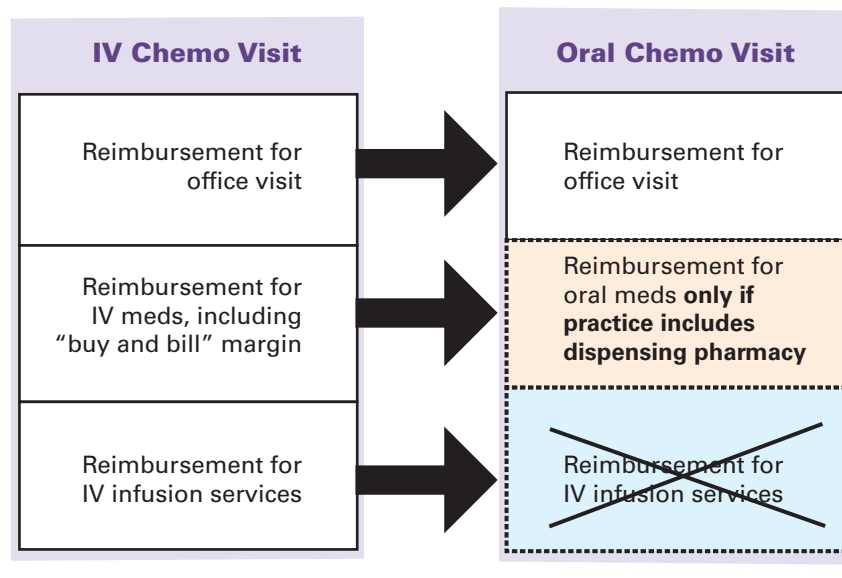 IV Chemo Visit
Reimbursement for
office visit
Reimbursement for
IV meds, including
“buy and bill” margin
Reimbursement for
IV infusion services
Oral Chemo Visit
Reimbursement for
office visit
Reimbursement for
oral meds only if
practice includes
dispensing pharmacy
Reimbursement for
IV infusion services